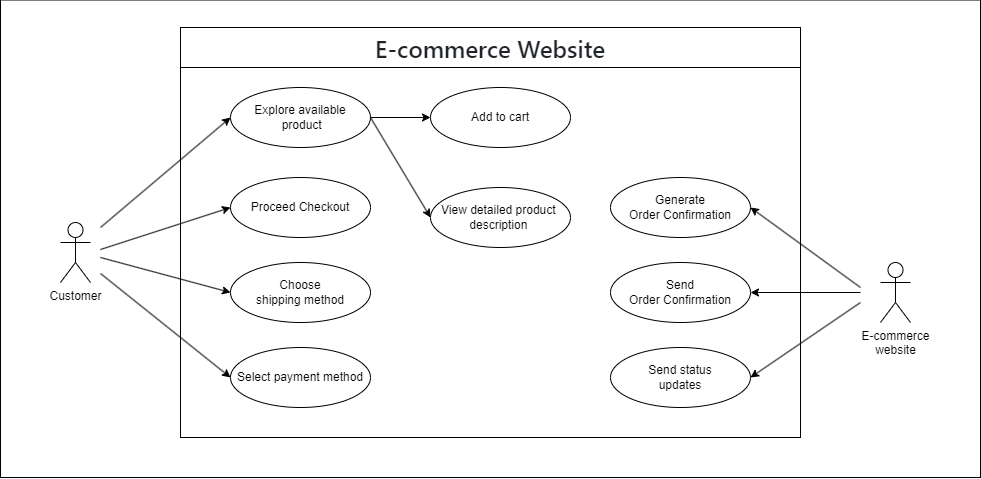 E-commerce Website
Explore available
product
Add to cart
Proceed Checkout
View detailed product
description
Generate
Order Confirmation
Customer
Choose
shipping method
Send
Order Confirmation
E-commerce
website
Select payment method
Send status
updates